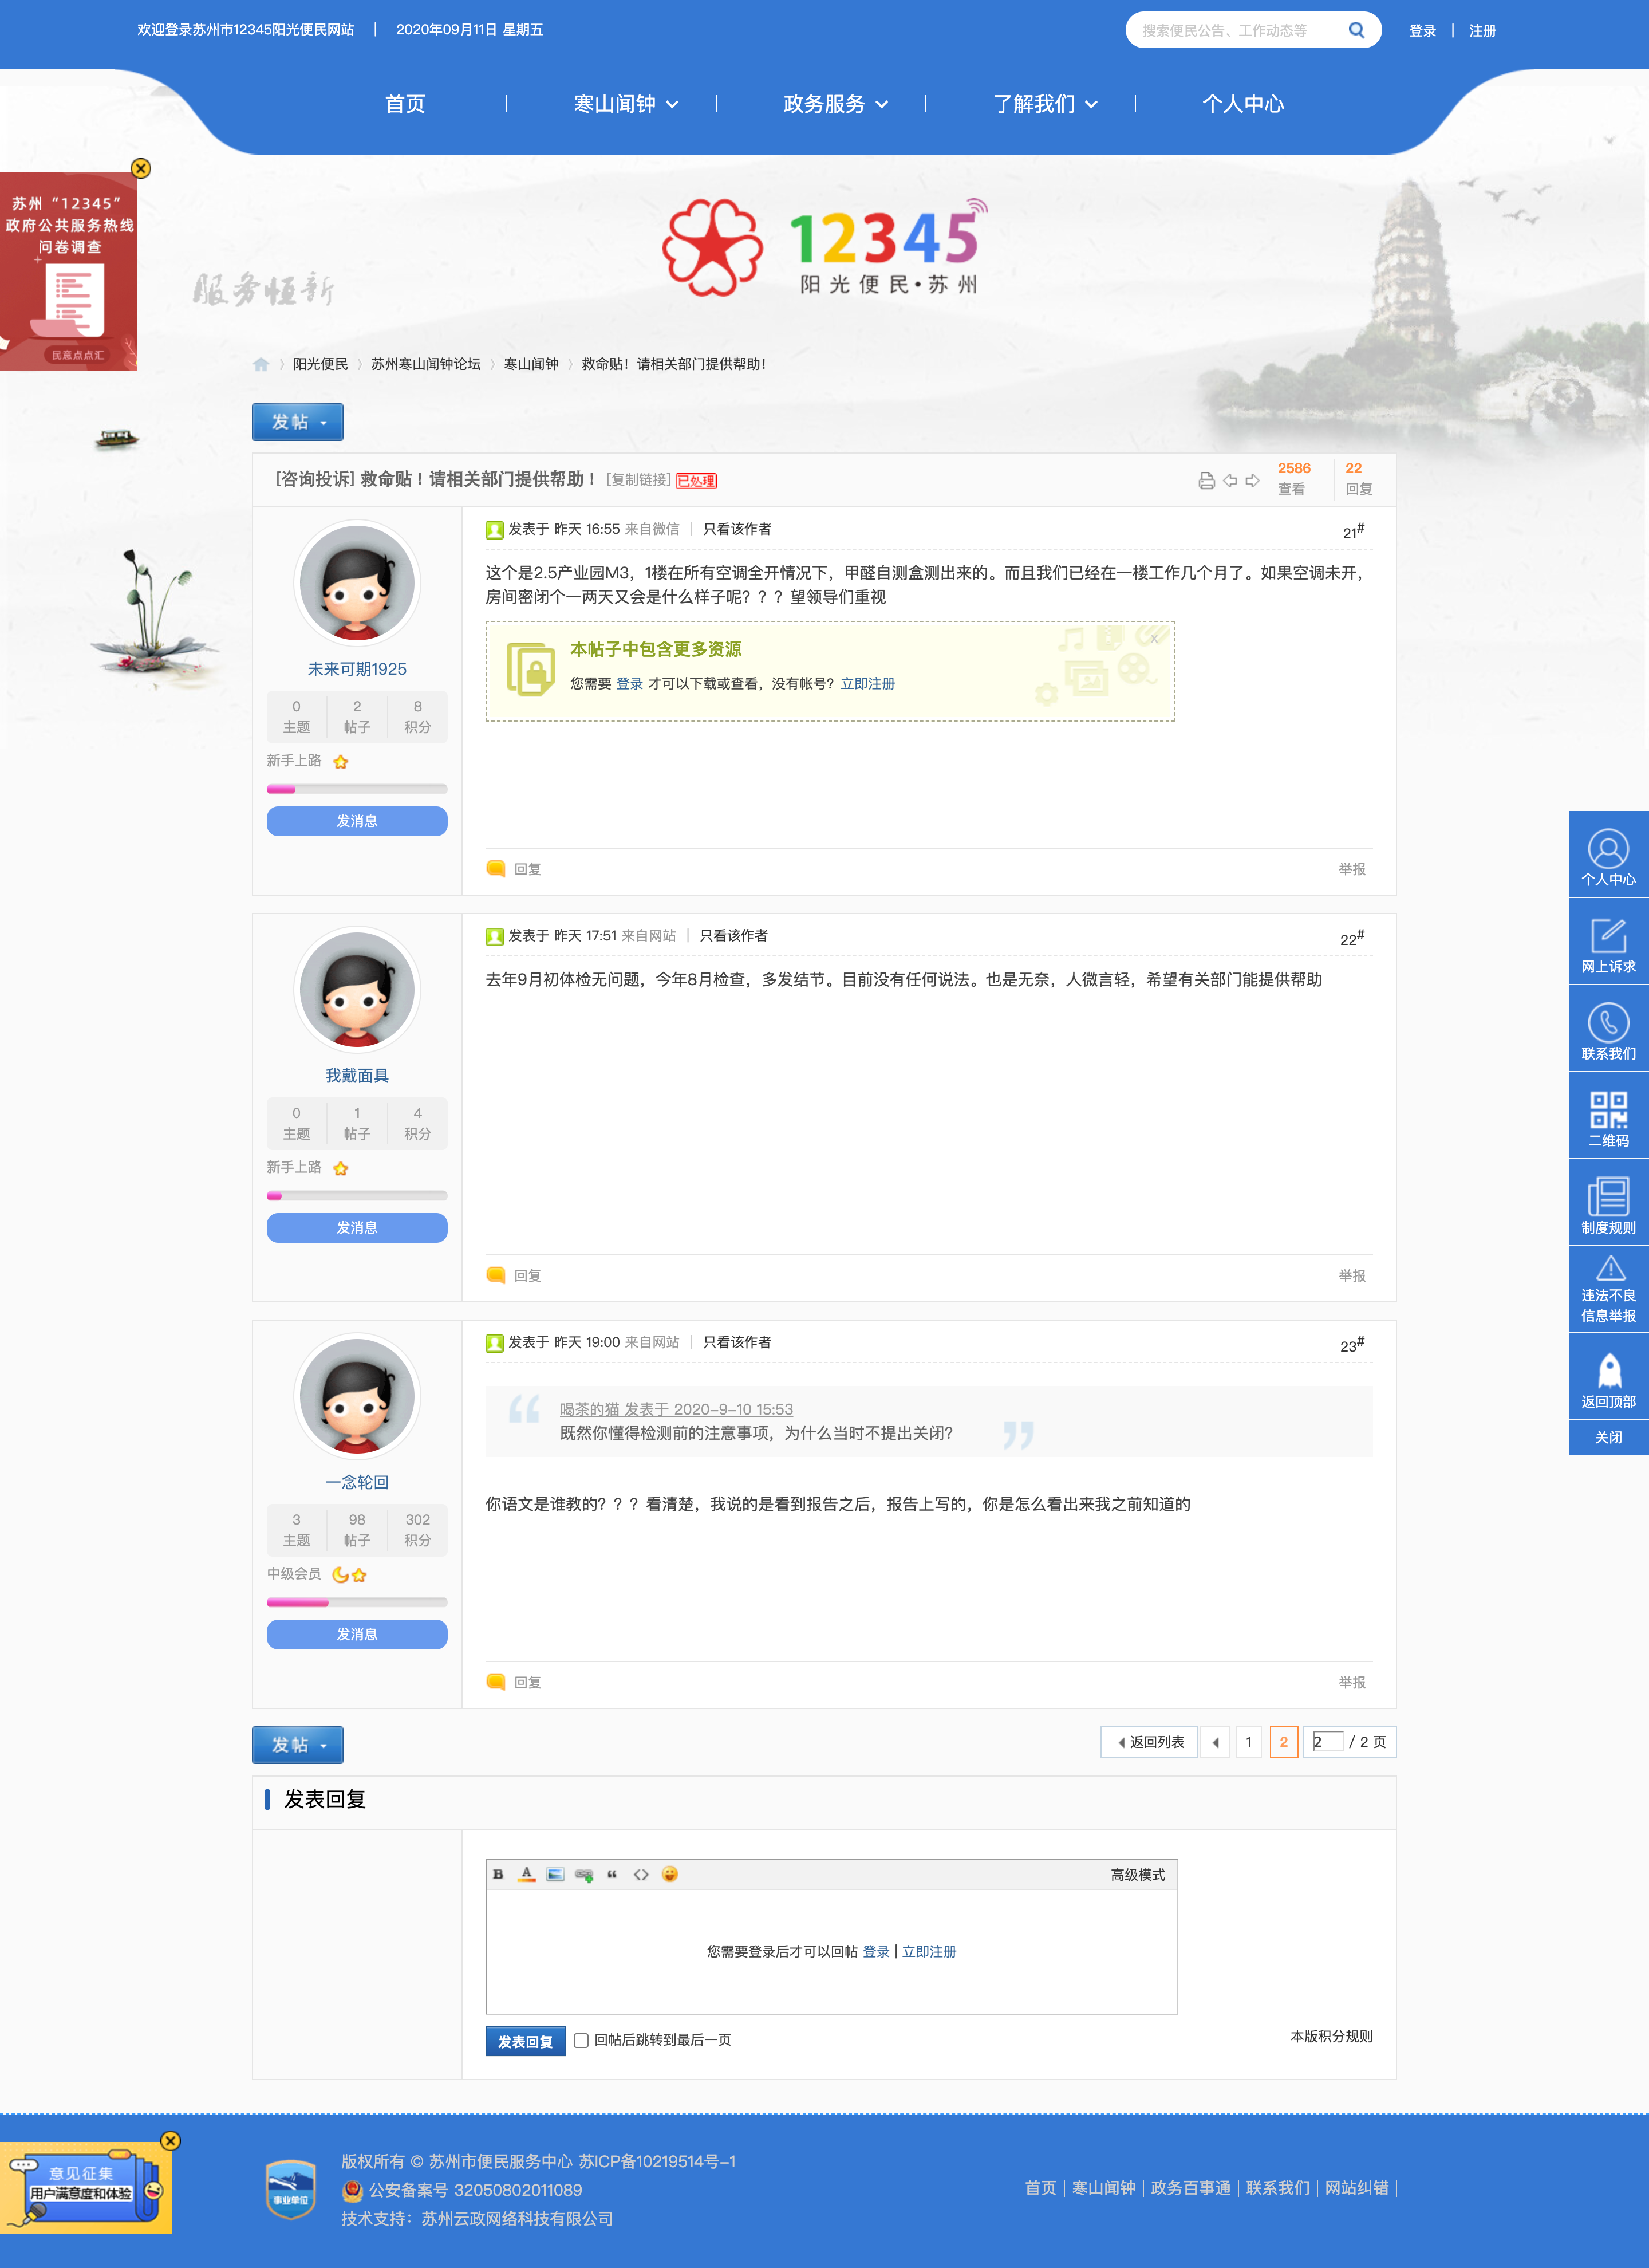 欢迎登录苏州市12345阳光便民网站 | 2020年09月11日 星期五
搜索便民公告、工作动态等
登录 | 注册
首页
寒山闻钟
政务服务
了解我们
个人中心
苏州“12345”
政府公共服务热线
问卷调查
民意点点汇
服务恒新
12345
阳光便民•苏州
阳光便民 苏州寒山闻钟论坛 寒山闻钟 救命贴！请相关部门提供帮助！
发帖
[咨询投诉] 救命贴！请相关部门提供帮助！ [复制链接] 已处理
2586
查看
22
回复
未来可期1925
0 2 8
主题 帖子 积分
新手上路
发消息
发表于 昨天 16:55 来自微信 | 只看该作者
21#
这个是2.5产业园M3，1楼在所有空调全开情况下，甲醛自测盒测出来的。而且我们已经在一楼工作几个月了。如果空调未开，
房间密闭个一两天又会是什么样子呢？？？望领导们重视
本帖子中包含更多资源
x
您需要 登录 才可以下载或查看，没有帐号？立即注册
回复
举报
我戴面具
0 1 4
主题 帖子 积分
新手上路
发消息
发表于 昨天 17:51 来自网站 | 只看该作者
22#
去年9月初体检无问题，今年8月检查，多发结节。目前没有任何说法。也是无奈，人微言轻，希望有关部门能提供帮助
回复
举报
一念轮回
3 98 302
主题 帖子 积分
中级会员
发消息
发表于 昨天 19:00 来自网站 | 只看该作者
23#
喝茶的猫 发表于 2020-9-10 15:53
既然你懂得检测前的注意事项，为什么当时不提出关闭？
你语文是谁教的？？？看清楚，我说的是看到报告之后，报告上写的，你是怎么看出来我之前知道的
回复
举报
个人中心
网上诉求
联系我们
二维码
制度规则
违法不良
信息举报
返回顶部
关闭
发帖
返回列表
1
2
2 / 2 页
发表回复
B A “ <>
高级模式
您需要登录后才可以回帖 登录 | 立即注册
发表回复
回帖后跳转到最后一页
本版积分规则
意见征集
用户满意度和体验
事业单位
版权所有 © 苏州市便民服务中心 苏ICP备10219514号-1
公安备案号 32050802011089
技术支持：苏州云政网络科技有限公司
首页 | 寒山闻钟 | 政务百事通 | 联系我们 | 网站纠错 |